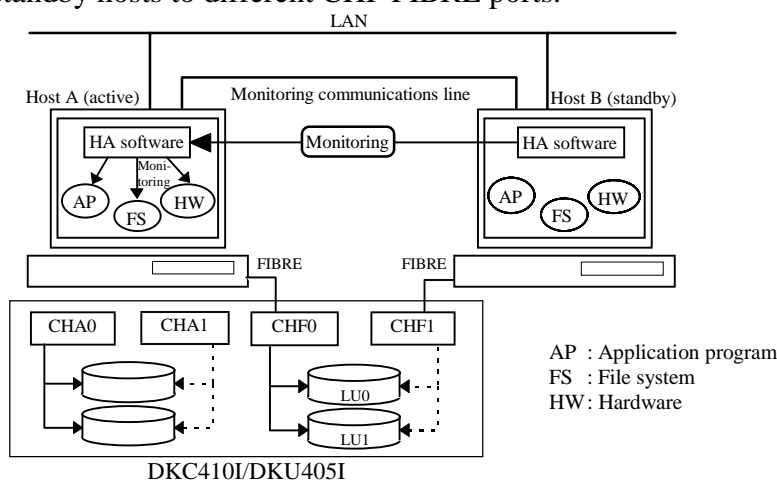 standby hosts to different CHF FIBRE ports.
LAN
Host A (active)
Monitoring communications line
Host B (standby)
HA software
Monitoring
HA software
Moni-
toring
AP
FS
HW
AP
FS
HW
FIBRE
FIBRE
CHA0
CHA1
CHF0
CHF1
LU0
LU1
AP : Application program
FS : File system
HW : Hardware
DKC410I/DKU405I